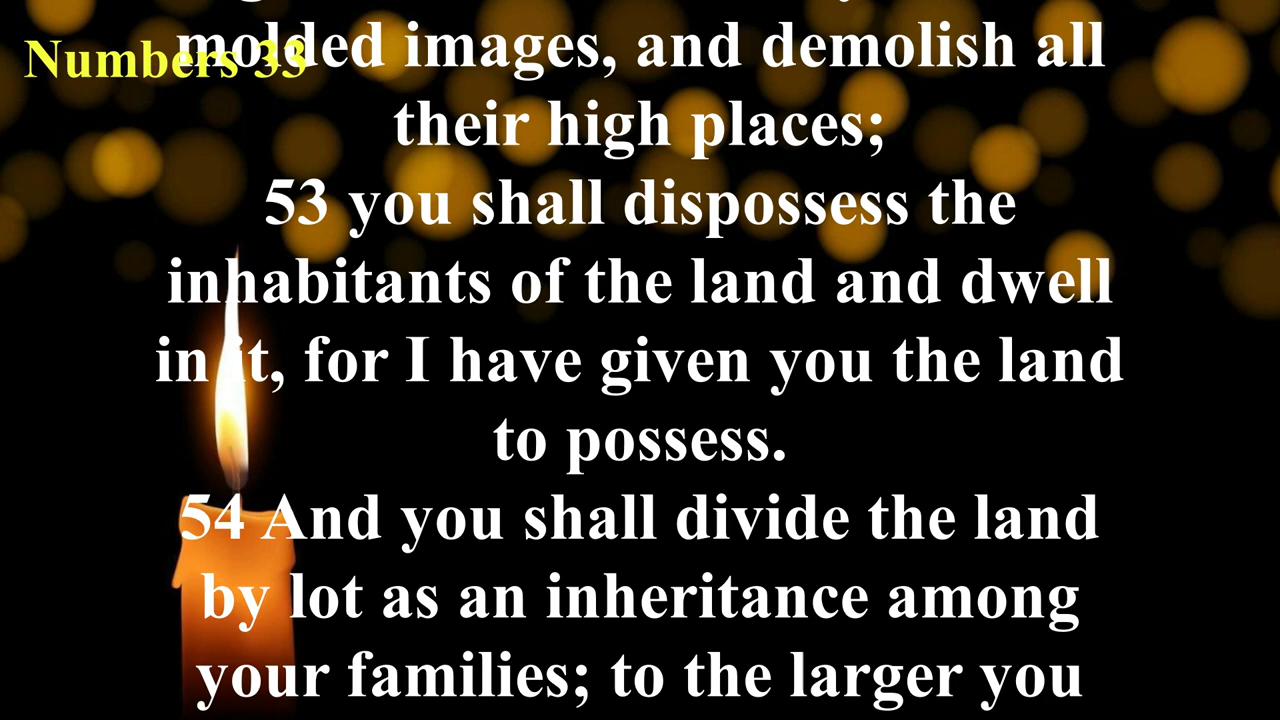 Numbers 33
molded images, and demolish all
their high places;
53 you shall dispossess the
inhabitants of the land and dwell
in it, for I have given you the land
to possess.
54 And you shall divide the land
by lot as an inheritance among
your families; to the larger you